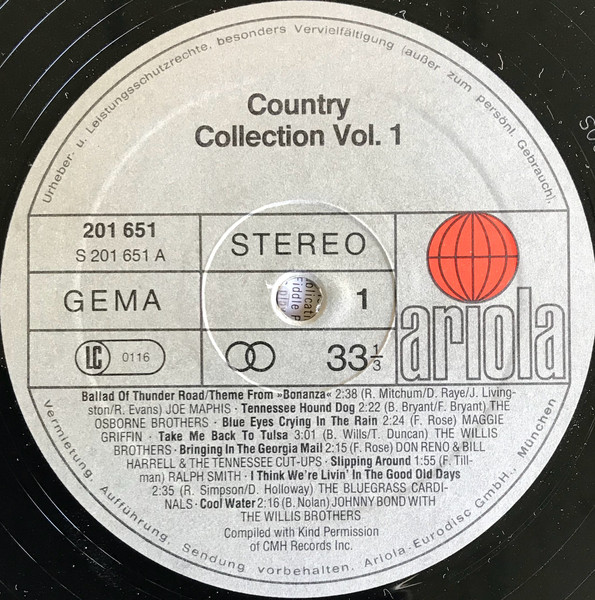 Urheber. u. Leistungsschutzrechte, besonders Vervielfältigung (außer zum persönl. Gebrauch),
Country
Collection Vol. 1
201 651
S 201 651 A
STEREO
GEMA
1
LC 0116
33 1/3
ariola
Ballad Of Thunder Road/Theme From »Bonanza« 2:38 (R. Mitchum/D. Raye/J. Living-
ston/R. Evans) JOE MAPHIS · Tennessee Hound Dog 2:22 (B. Bryant/F. Bryant) THE
OSBORNE BROTHERS · Blue Eyes Crying In The Rain 2:24 (F. Rose) MAGGIE
GRIFFIN · Take Me Back To Tulsa 3:01 (B. Wills/T. Duncan) THE WILLIS
BROTHERS · Bringing In The Georgia Mail 2:15 (F. Rose) DON RENO & BILL
HARRELL & THE TENNESSEE CUT-UPS · Slipping Around 1:55 (F. Till-
man) RALPH SMITH · I Think We're Livin' In The Good Old Days
2:35 (R. Simpson/D. Holloway) THE BLUEGRASS CARDI-
NALS · Cool Water 2:16 (B. Nolan) JOHNNY BOND WITH
THE WILLIS BROTHERS
Compiled with Kind Permission
of CMH Records Inc.
Vermietung, Aufführung, Sendung vorbehalten. Ariola-Eurodisc GmbH., München